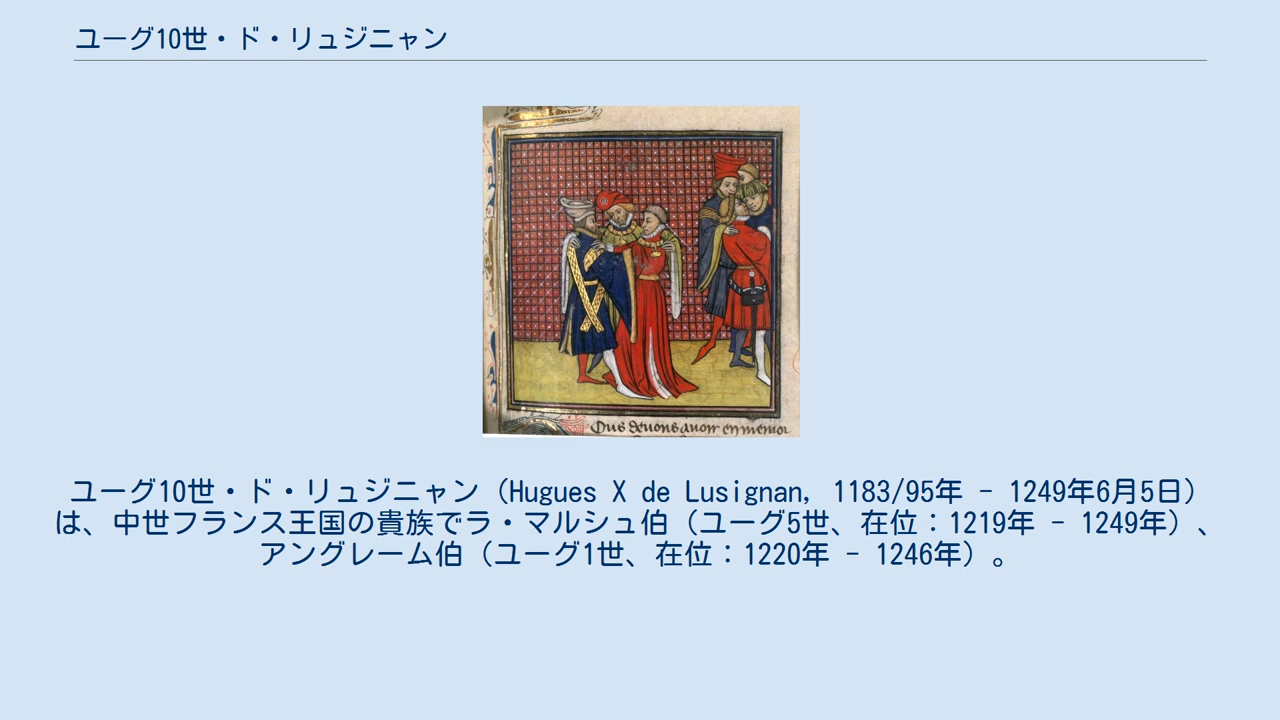 ユーグ10世・ド・リュジニャン
Ous deuons auoir en memor
ユーグ10世・ド・リュジニャン（Hugues X de Lusignan, 1183/95年 - 1249年6月5日）
は、中世フランス王国の貴族でラ・マルシュ伯（ユーグ5世、在位：1219年 - 1249年）、
アングレーム伯（ユーグ1世、在位：1220年 - 1246年）。